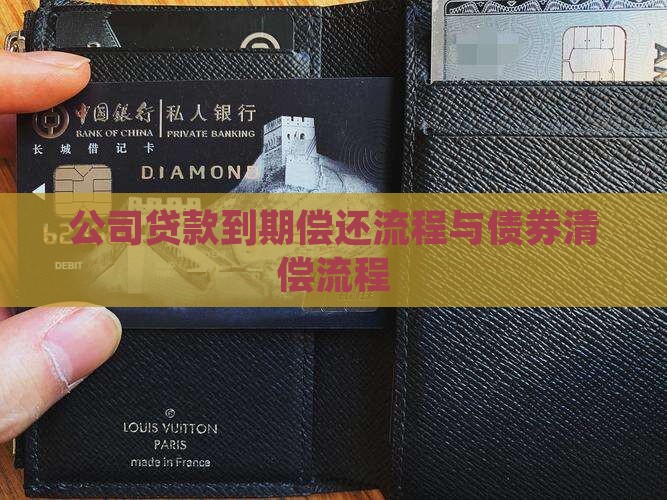 中國銀行 私人银行
BANK OF CHINA PRIVATE BANKING
长城借记卡
DIAMOND
公司贷款到期偿还流程与债券清
偿流程
DEBIT
LOUIS VUITTON
PARIS
made in France